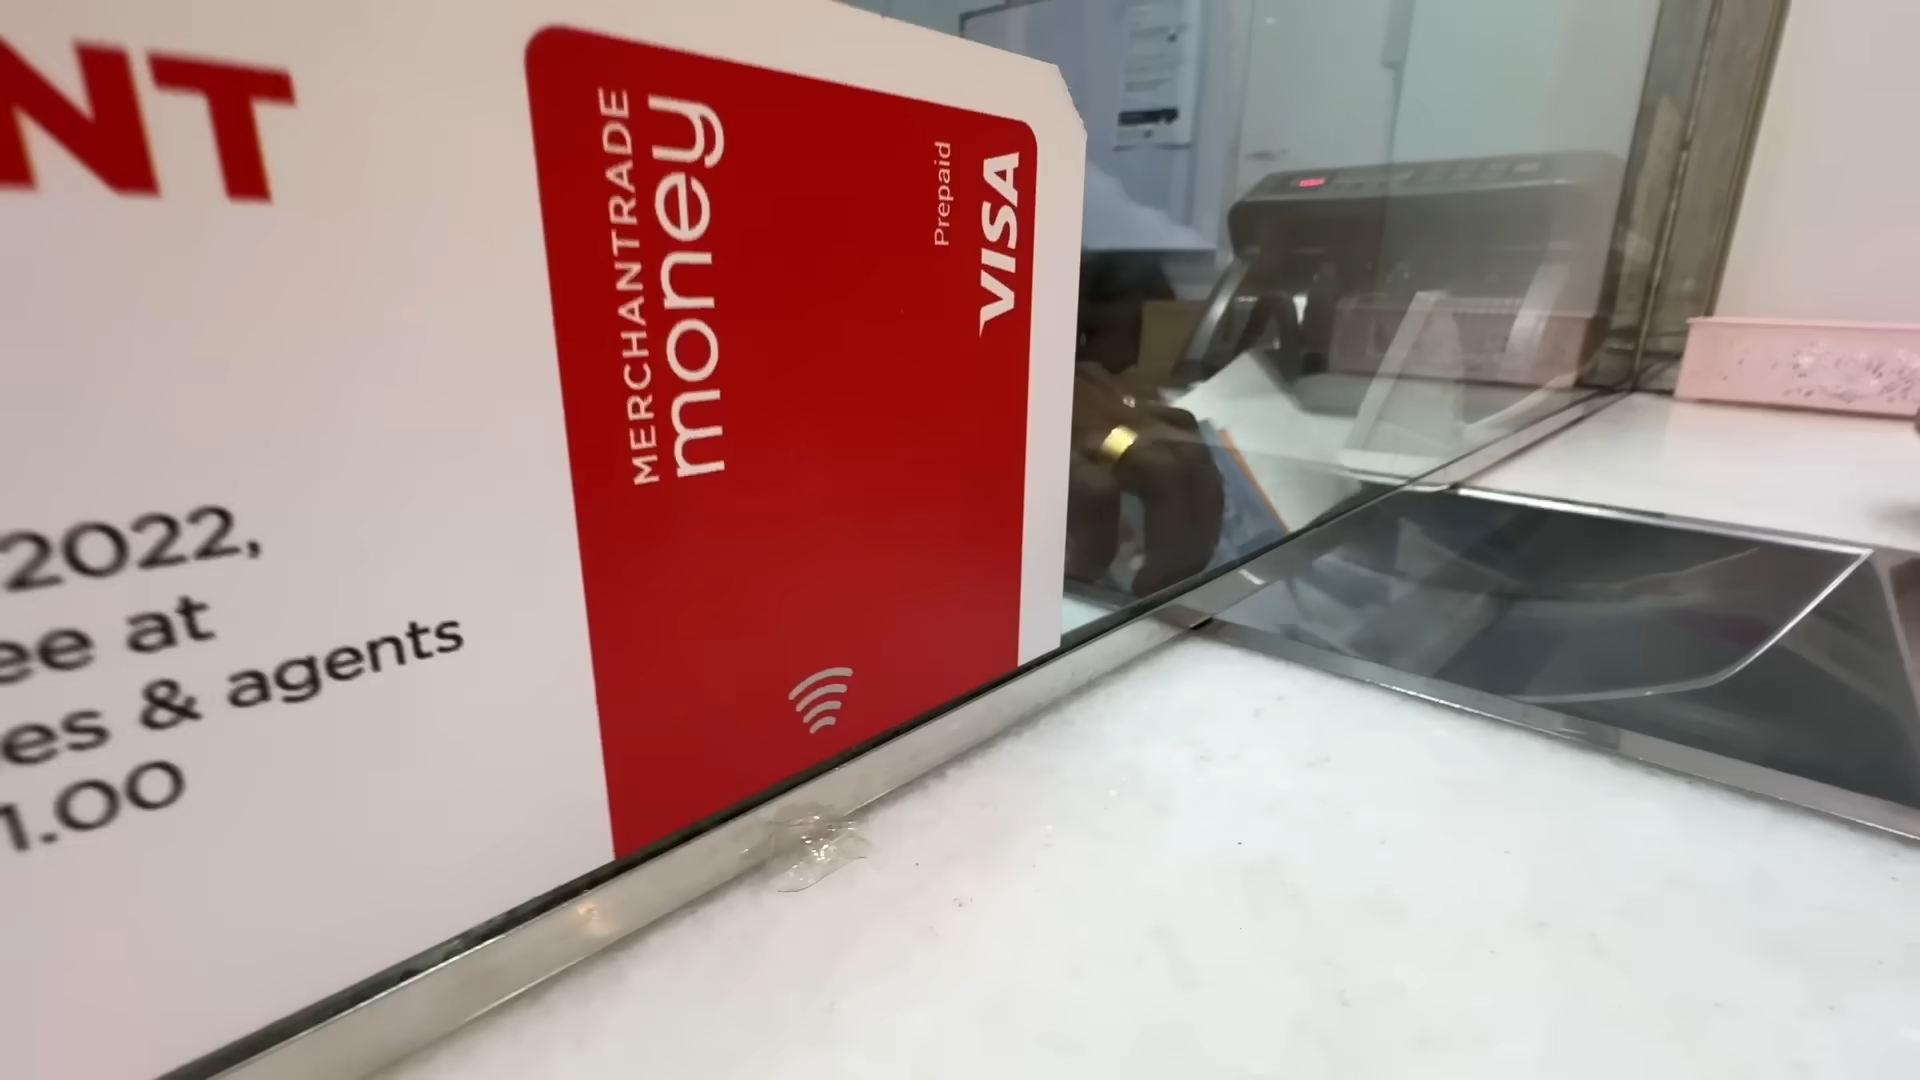 NT
2022,
ee at
es & agents
1.00
MERCHANTRADE
money
Prepaid
VISA